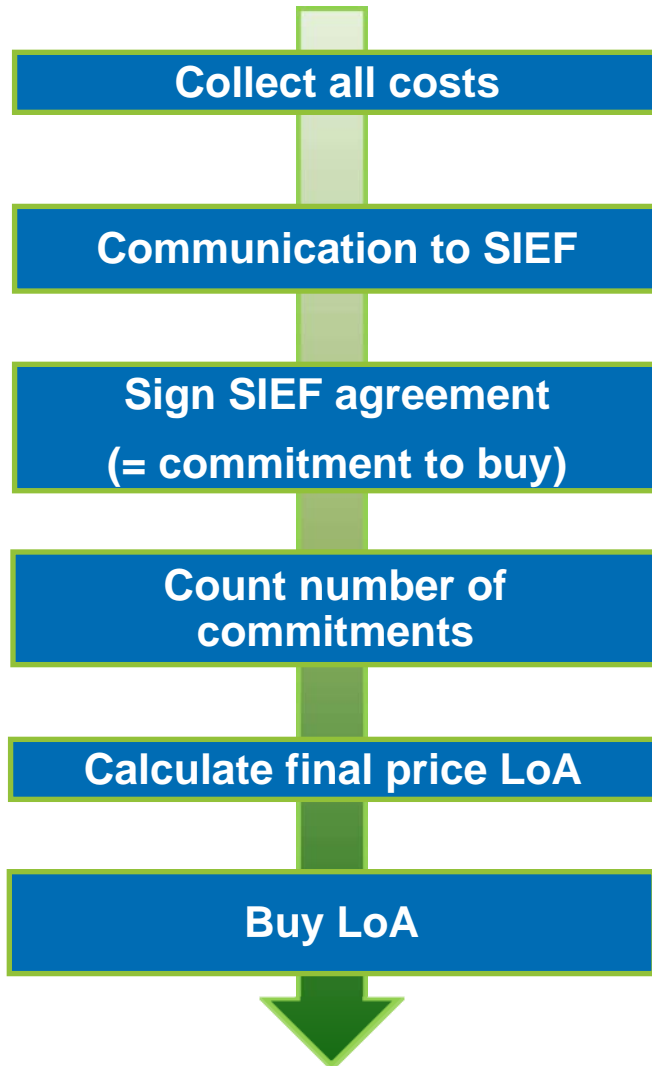 Collect all costs
Communication to SIEF
Sign SIEF agreement
(= commitment to buy)
Count number of
commitments
Calculate final price LoA
Buy LoA